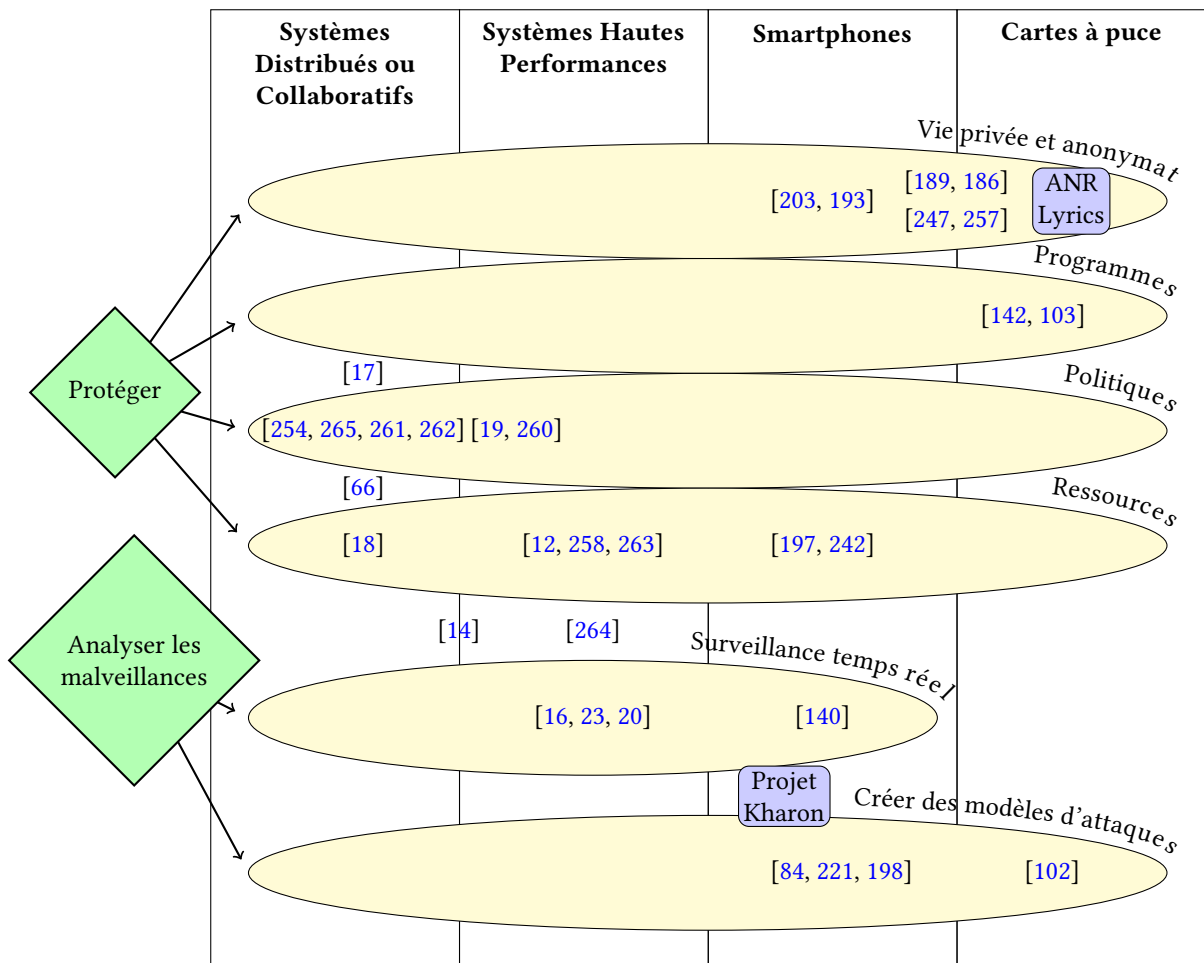 Systèmes
Distribués ou
Collaboratifs
Systèmes Hautes
Performances
Smartphones
Cartes à puce
Vie privée et anonymat
[203, 193]
[189, 186]
[247, 257]
ANR
Lyrics
Programmes
[142, 103]
Protéger
[17]
Politiques
[254, 265, 261, 262]
[19, 260]
[66]
Ressources
[18]
[12, 258, 263]
[197, 242]
Analyser les
malveillances
[14]
[264]
Surveillance temps réel
[16, 23, 20]
[140]
Projet
Kharon
Créer des modèles d'attaques
[84, 221, 198]
[102]